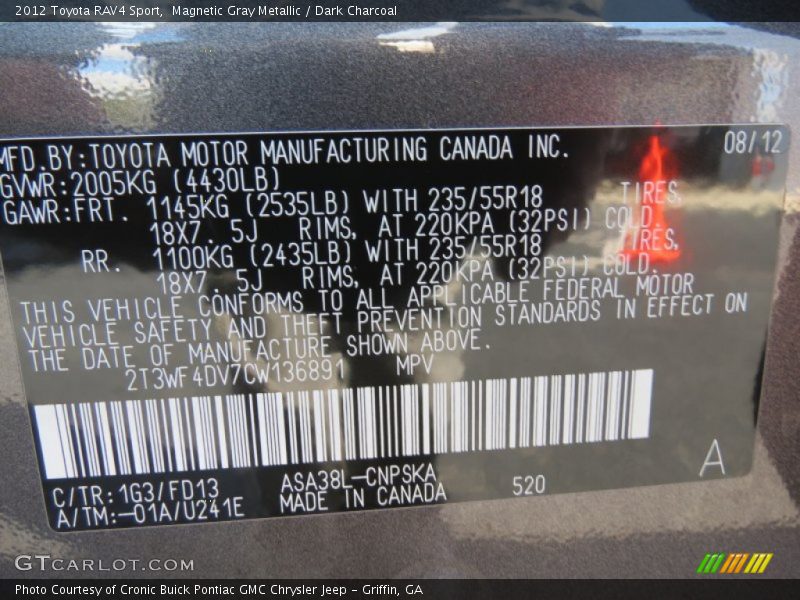 2012 Toyota RAV4 Sport, Magnetic Gray Metallic / Dark Charcoal
MFD.BY:TOYOTA MOTOR MANUFACTURING CANADA INC. 08/12
GVWR:2005KG (4430LB)
GAWR:FRT. 1145KG (2535LB) WITH 235/55R18 TIRES,
18X7.5J RIMS, AT 220KPA (32PSI) COLD
RR. 1100KG (2435LB) WITH 235/55R18 TIRES,
18X7 5J RIMS, AT 220KPA (32PSI) COLD.
THIS VEHICLE CONFORMS TO ALL APPLICABLE FEDERAL MOTOR
VEHICLE SAFETY AND THEFT PREVENTION STANDARDS IN EFFECT ON
THE DATE OF MANUFACTURE SHOWN ABOVE.
2T3WF4DV7CW136891 MPV
A
C/TR:1G3/FD13 ASA38L-CNPSKA 520
A/TM:-01A/U241E MADE IN CANADA
GTCARLOT.COM
Photo Courtesy of Cronic Buick Pontiac GMC Chrysler Jeep - Griffin, GA